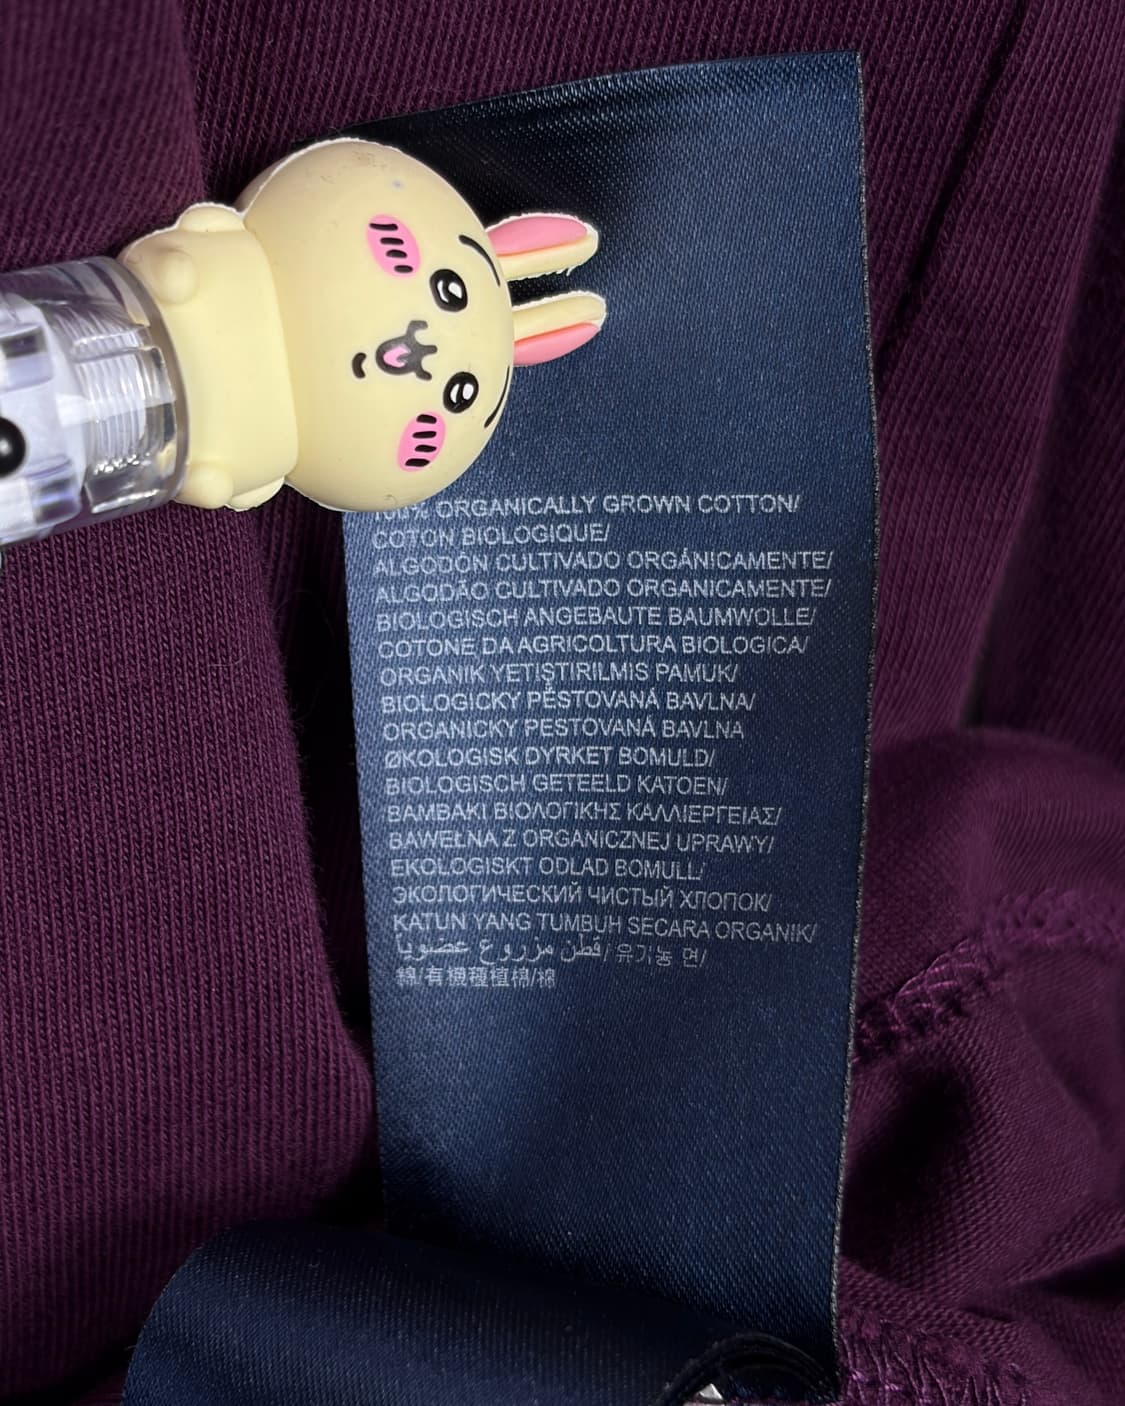 ORGANICALLY GROWN COTTON/
COTON BIOLOGIQUE/
ALGODÓN CULTIVADO ORGÁNICAMENTE/
ALGODÃO CULTIVADO ORGANICAMENTE/
BIOLOGISCH ANGEBAUTE BAUMWOLLE/
COTONE DA AGRICOLTURA BIOLOGICA/
ORGANIK YETIŞTIRILMIS PAMUK/
BIOLOGICKY PĚSTOVANÁ BAVLNA/
ORGANICKY PESTOVANÁ BAVLNA
ØKOLOGISK DYRKET BOMULD/
BIOLOGISCH GETEELD KATOEN/
ΒΑΜΒΑΚΙ ΒΙΟΛΟΓΙΚΗΣ ΚΑΛΛΙΕΡΓΕΙΑΣ/
BAWEŁNA Z ORGANICZNEJ UPRAWY/
EKOLOGISKT ODLAD BOMULL/
ЭКОЛОГИЧЕСКИЙ ЧИСТЫЙ ХЛОПОК/
KATUN YANG TUMBUH SECARA ORGANIK/
قطن مزروع عضويا/ 유기농 면/
綿/有機種植棉/棉